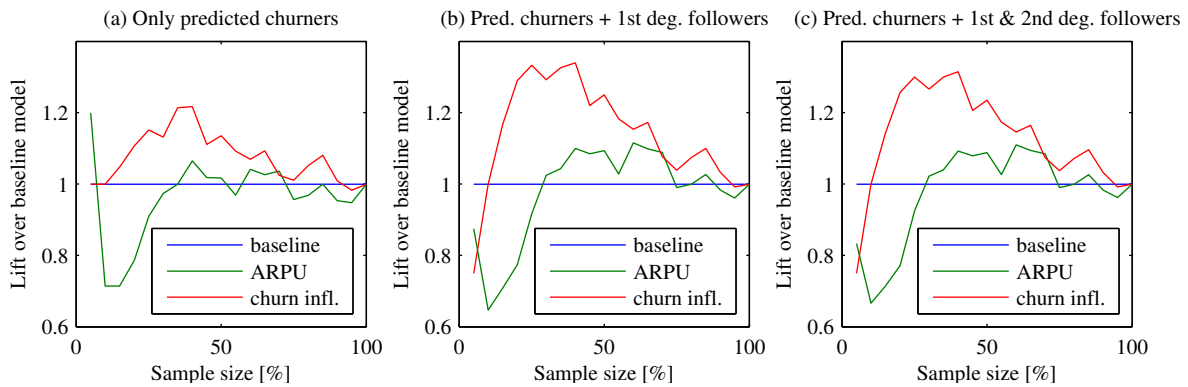 (a) Only predicted churners
Lift over baseline model
1.2
1
0.8
0.6
0
50
100
Sample size [%]
baseline
ARPU
churn infl.
(b) Pred. churners + 1st deg. followers
Lift over baseline model
1.2
1
0.8
0.6
0
50
100
Sample size [%]
baseline
ARPU
churn infl.
(c) Pred. churners + 1st & 2nd deg. followers
Lift over baseline model
1.2
1
0.8
0.6
0
50
100
Sample size [%]
baseline
ARPU
churn infl.